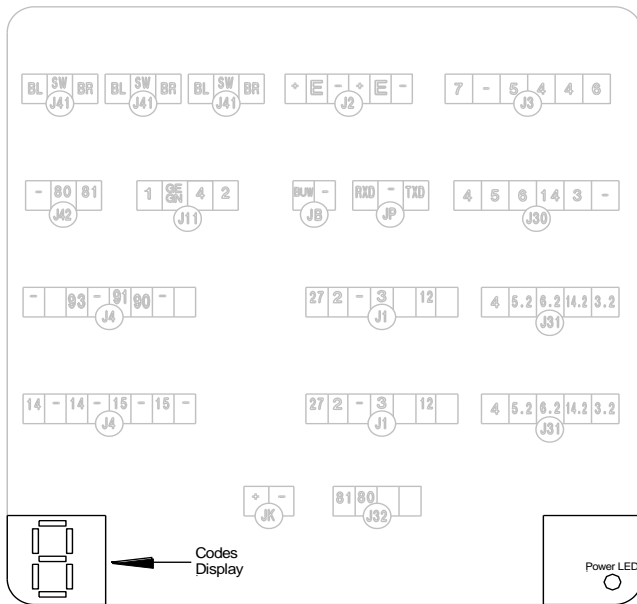 BL SW BR BL SW BR BL SW BR + E - + E - 7 - 5 4 4 6
J41 J41 J41 J2 J3
- 80 81 1 GE GN 4 2 BUW - RXD - TXD 4 5 6 14 3 -
J42 J11 JB JP J30
- 93 - 91 90 - 27 2 - 3 12 4 5.2 6.2 14.2 3.2
J4 J1 J31
14 - 14 - 15 - 15 - 27 2 - 3 12 4 5.2 6.2 14.2 3.2
J4 J1 J31
+ - 81 80
JK J32
8
Codes
Display
Power LED